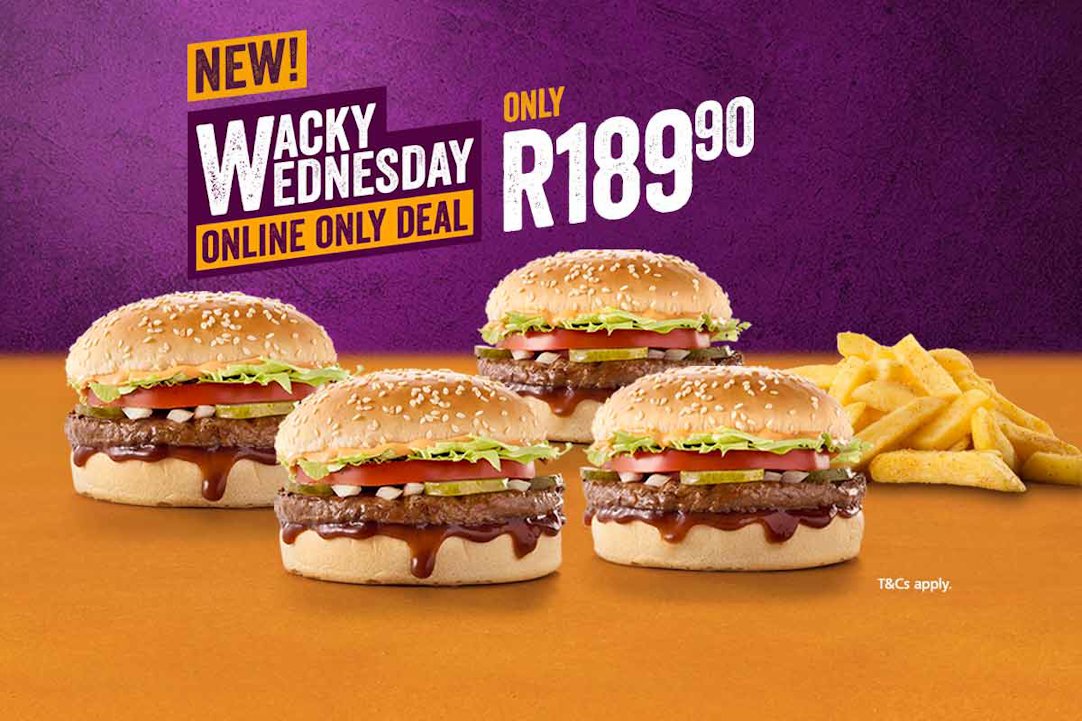 NEW!
WACKY
WEDNESDAY
ONLINE ONLY DEAL
ONLY
R18990
T&Cs apply.